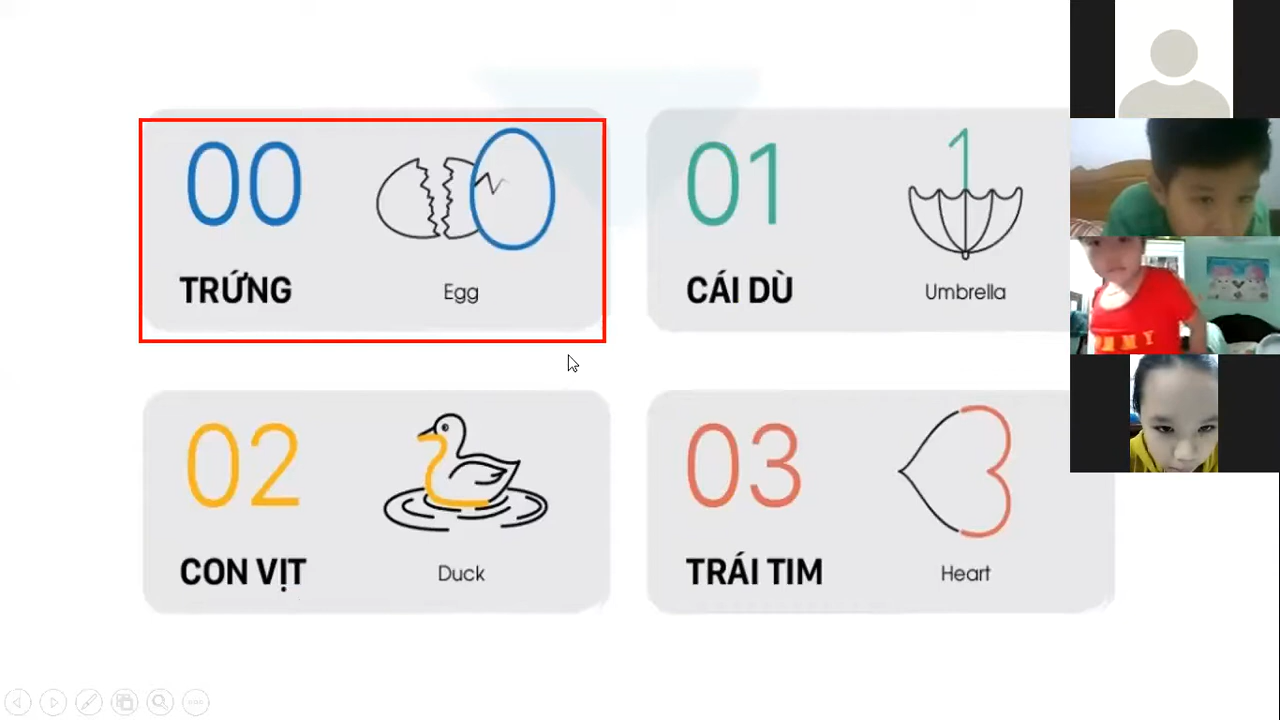 00
TRỨNG
Egg
01
1
CÁI DÙ
Umbrella
02
CON VỊT
Duck
03
TRÁI TIM
Heart